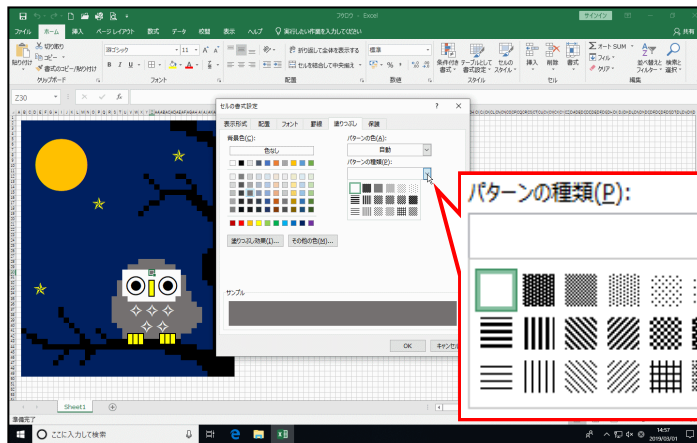 フクロウ - Excel
サインイン
ファイル ホーム 挿入 ページ レイアウト 数式 データ 校閲 表示 ヘルプ 実行したい作業を入力してください 共有
貼り付け 切り取り コピー 書式のコピー/貼り付け
游ゴシック 11
折り返して全体を表示する
セルを結合して中央揃え
標準
条件付き書式 テーブルとして書式設定 セルのスタイル
挿入 削除 書式
オート SUM フィル クリア
並べ替えとフィルター 検索と選択
クリップボード フォント 配置 数値 スタイル セル 編集
Z30
セルの書式設定
表示形式 配置 フォント 罫線 塗りつぶし 保護
背景色(C):
色なし
パターンの色(A):
自動
パターンの種類(P):
塗りつぶし効果(I)... その他の色(M)...
サンプル
OK キャンセル
パターンの種類(P):
Sheet1
準備完了
ここに入力して検索
14:57
2019/03/01